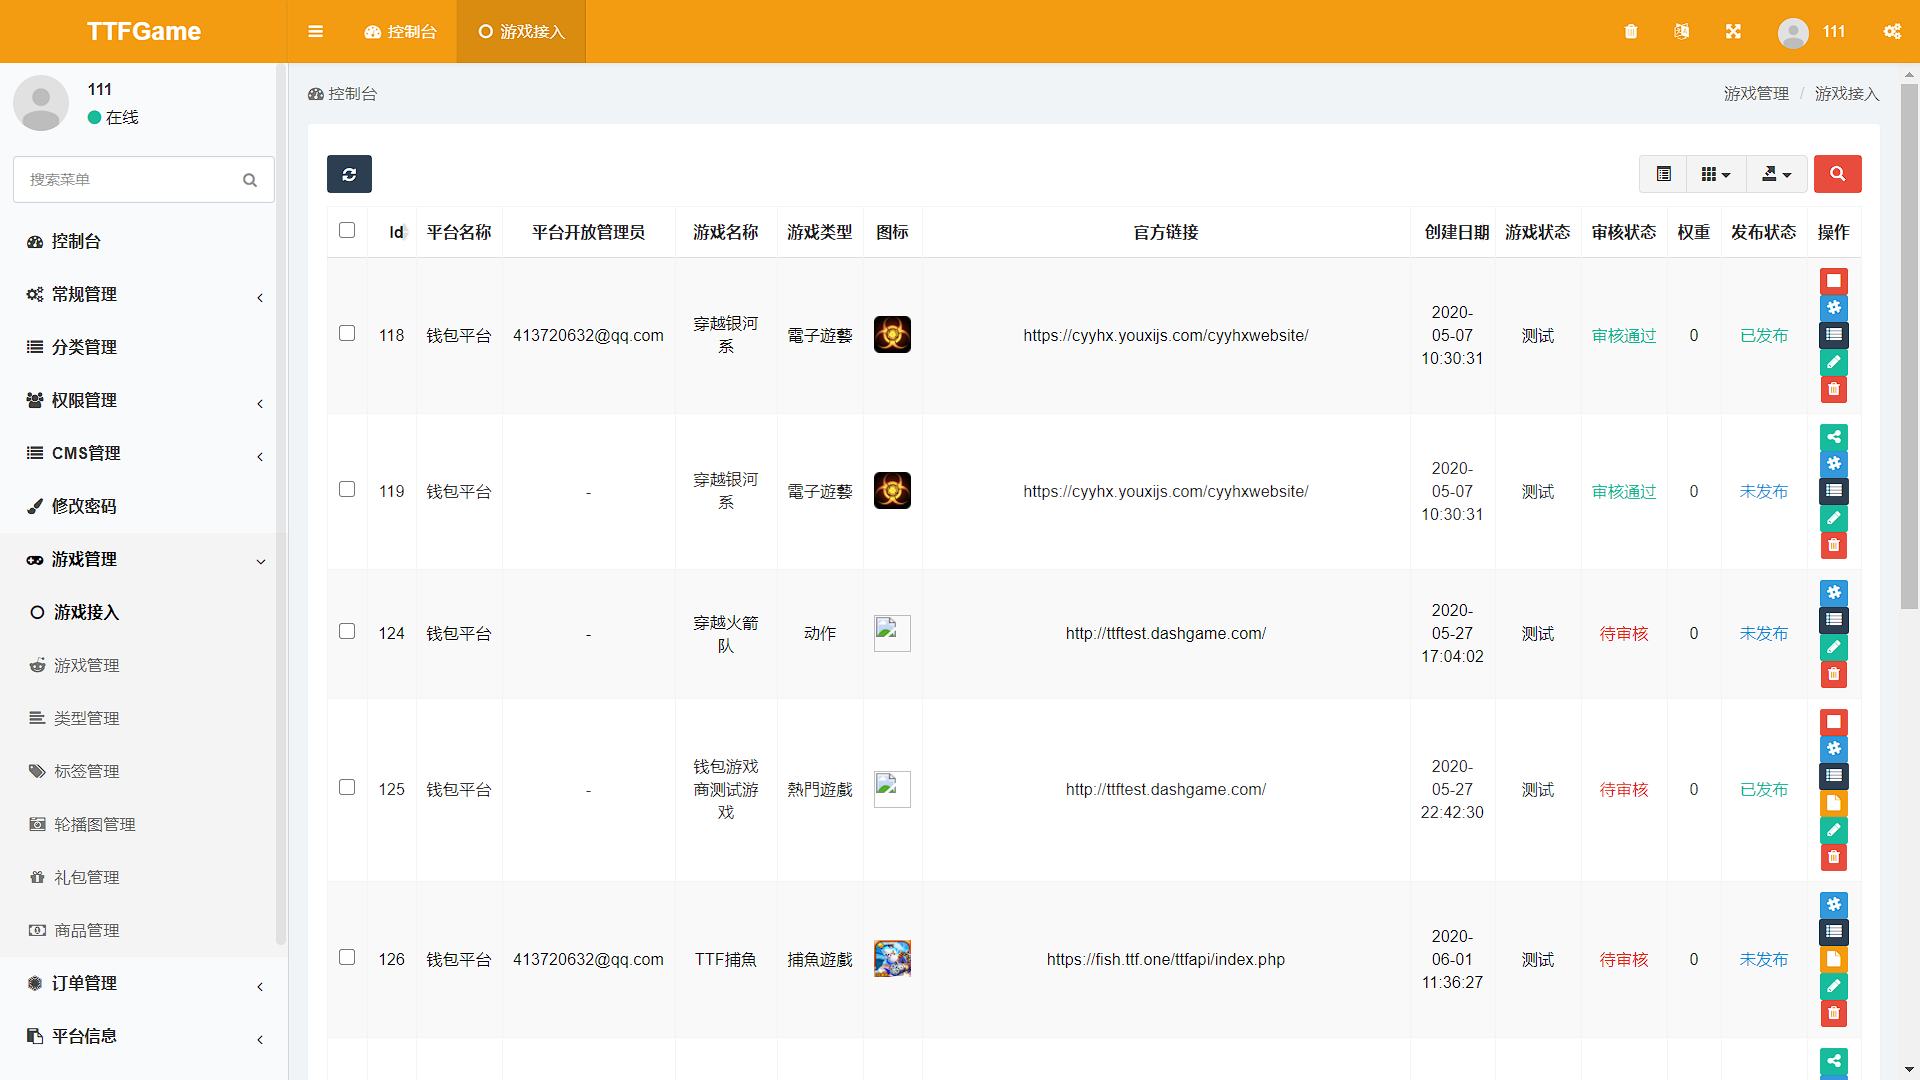 TTFGame
控制台
游戏接入
111
111
在线
搜索菜单
控制台
常规管理
分类管理
权限管理
CMS管理
修改密码
游戏管理
游戏接入
游戏管理
类型管理
标签管理
轮播图管理
礼包管理
商品管理
订单管理
平台信息
控制台
游戏管理 / 游戏接入
Id 平台名称 平台开放管理员 游戏名称 游戏类型 图标 官方链接 创建日期 游戏状态 审核状态 权重 发布状态 操作
118 钱包平台 413720632@qq.com 穿越银河系 電子遊藝 https://cyyhx.youxijs.com/cyyhxwebsite/ 2020-05-07 10:30:31 测试 审核通过 0 已发布
119 钱包平台 - 穿越银河系 電子遊藝 https://cyyhx.youxijs.com/cyyhxwebsite/ 2020-05-07 10:30:31 测试 审核通过 0 未发布
124 钱包平台 - 穿越火箭队 动作 http://ttftest.dashgame.com/ 2020-05-27 17:04:02 测试 待审核 0 未发布
125 钱包平台 - 钱包游戏商测试游戏 熱門遊戲 http://ttftest.dashgame.com/ 2020-05-27 22:42:30 测试 待审核 0 已发布
126 钱包平台 413720632@qq.com TTF捕魚 捕魚遊戲 https://fish.ttf.one/ttfapi/index.php 2020-06-01 11:36:27 测试 待审核 0 未发布